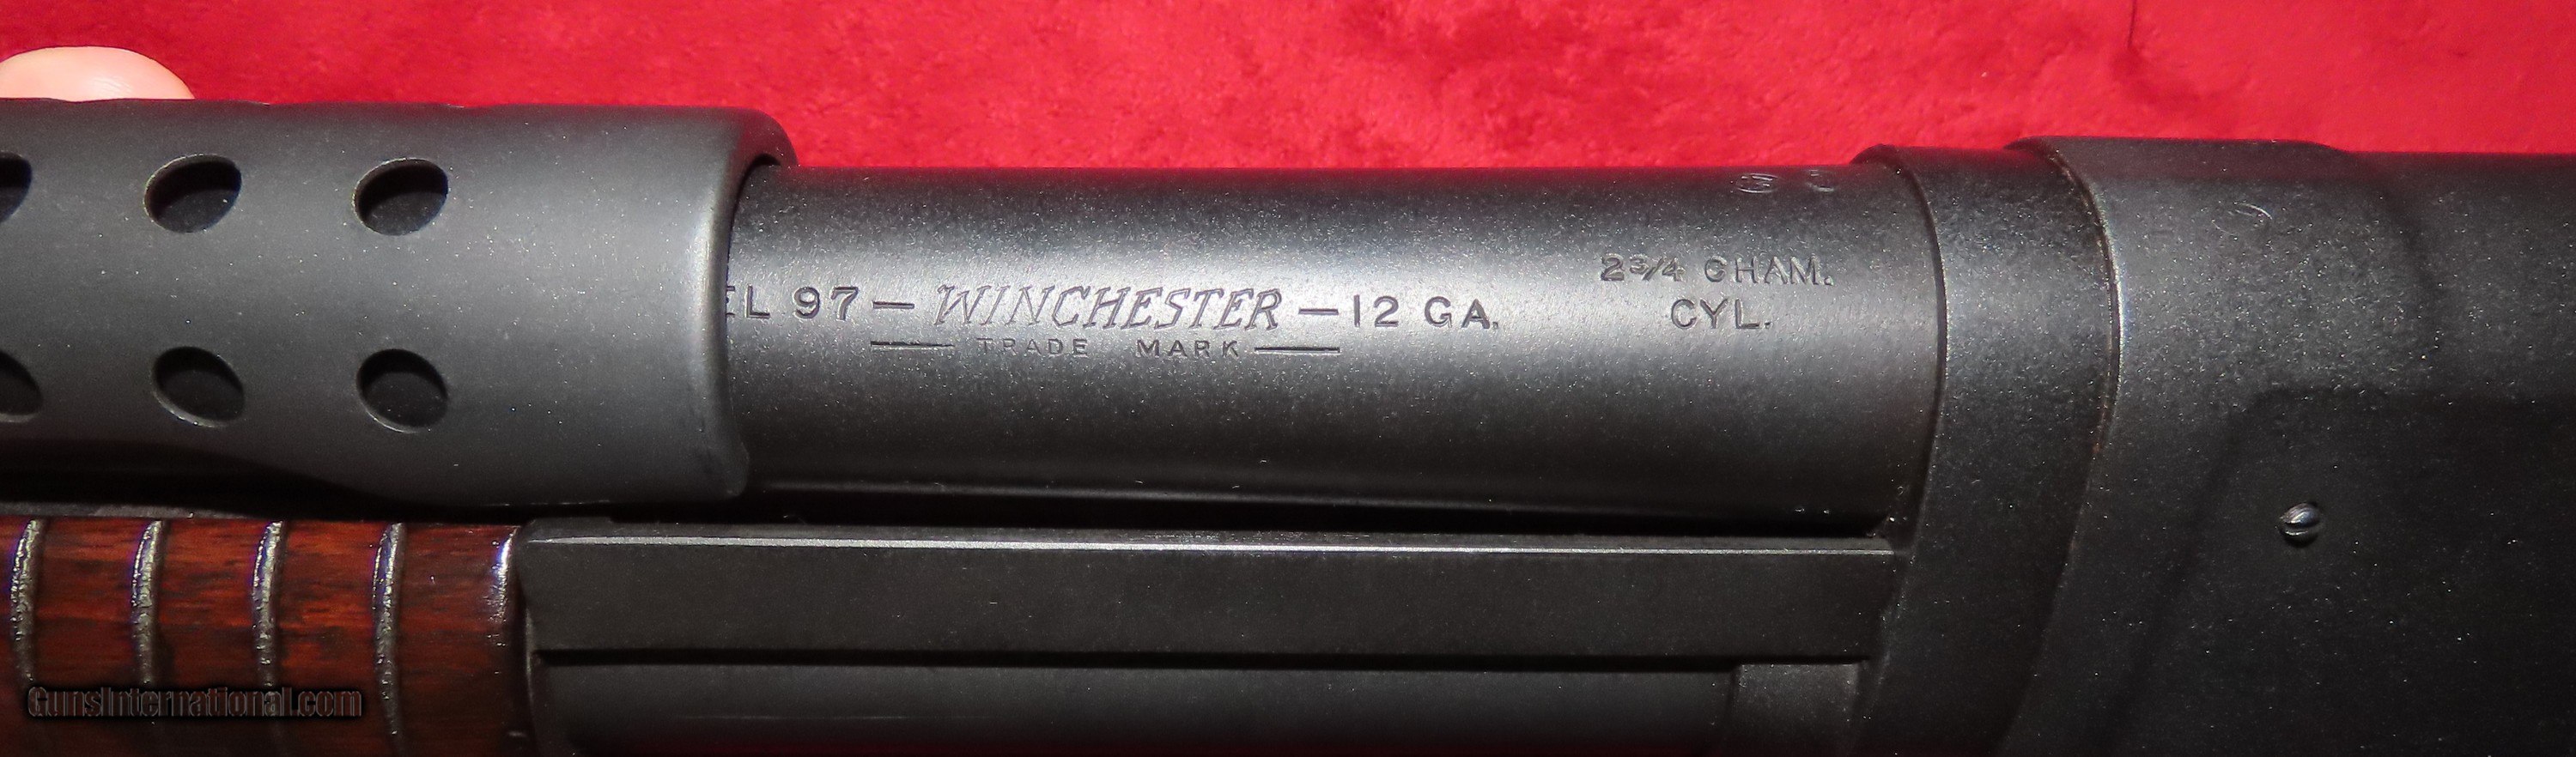 EL 97 — WINCHESTER — 12 GA.
— TRADE MARK —
2 3/4 CHAM.
CYL.
GunsInternational.com